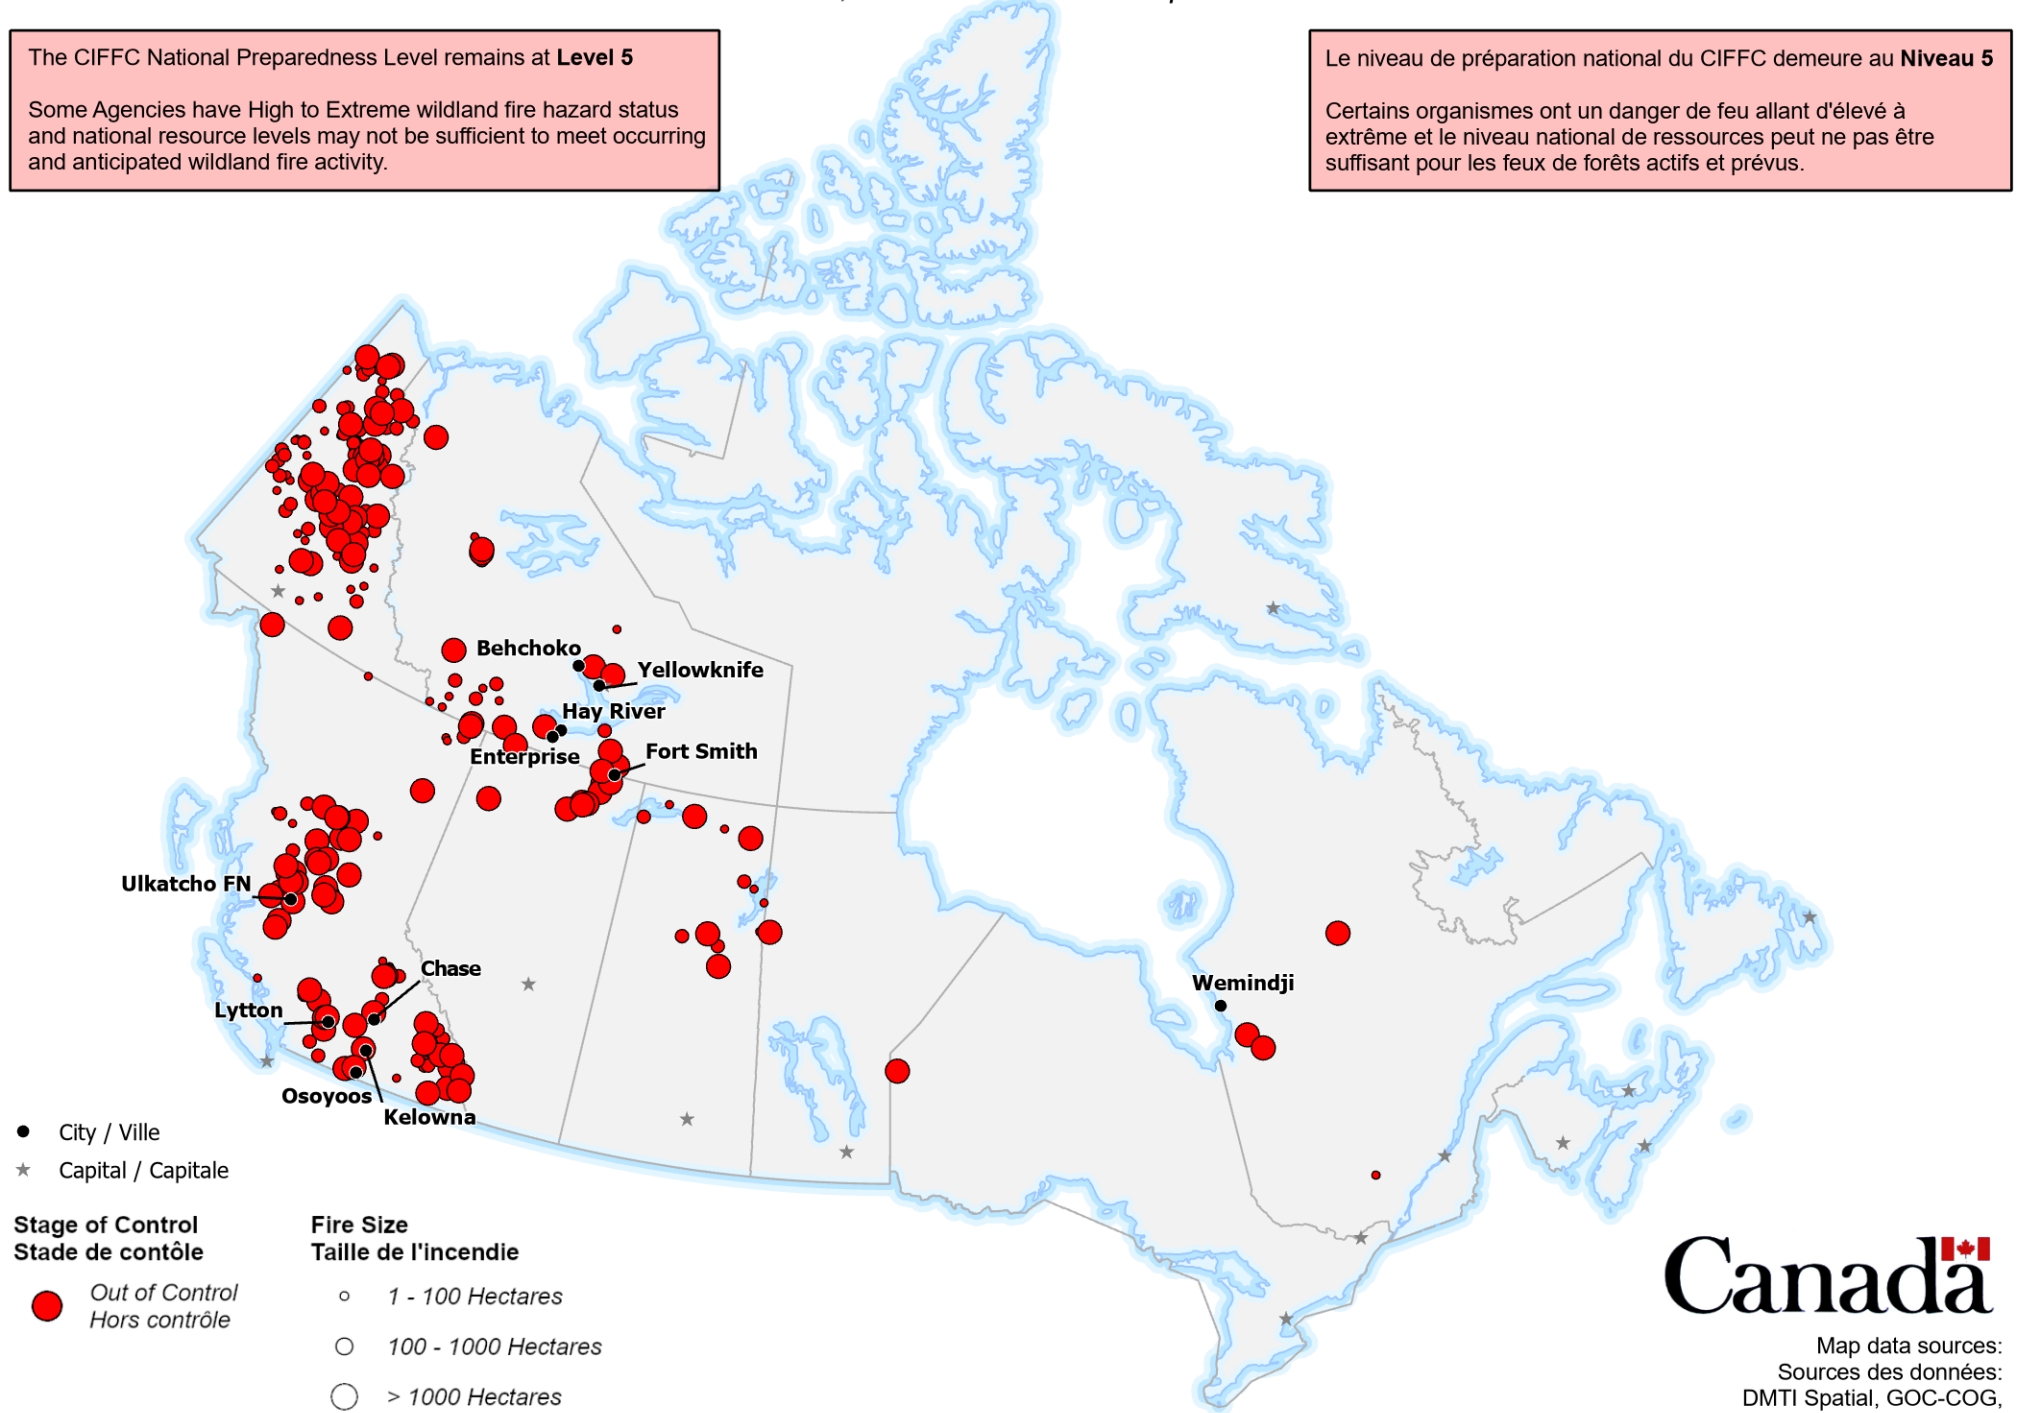 The CIFFC National Preparedness Level remains at Level 5
Some Agencies have High to Extreme wildland fire hazard status
and national resource levels may not be sufficient to meet occurring
and anticipated wildland fire activity.
Le niveau de préparation national du CIFFC demeure au Niveau 5
Certains organismes ont un danger de feu allant d'élevé à
extrême et le niveau national de ressources peut ne pas être
suffisant pour les feux de forêts actifs et prévus.
Behchoko
Yellowknife
Hay River
Enterprise
Fort Smith
Ulkatcho FN
Chase
Lytton
Osoyoos
Kelowna
Wemindji
City / Ville
Capital / Capitale
Stage of Control
Stade de contôle
Out of Control
Hors contrôle
Fire Size
Taille de l'incendie
1 - 100 Hectares
100 - 1000 Hectares
> 1000 Hectares
Canada
Map data sources:
Sources des données:
DMTI Spatial, GOC-COG,